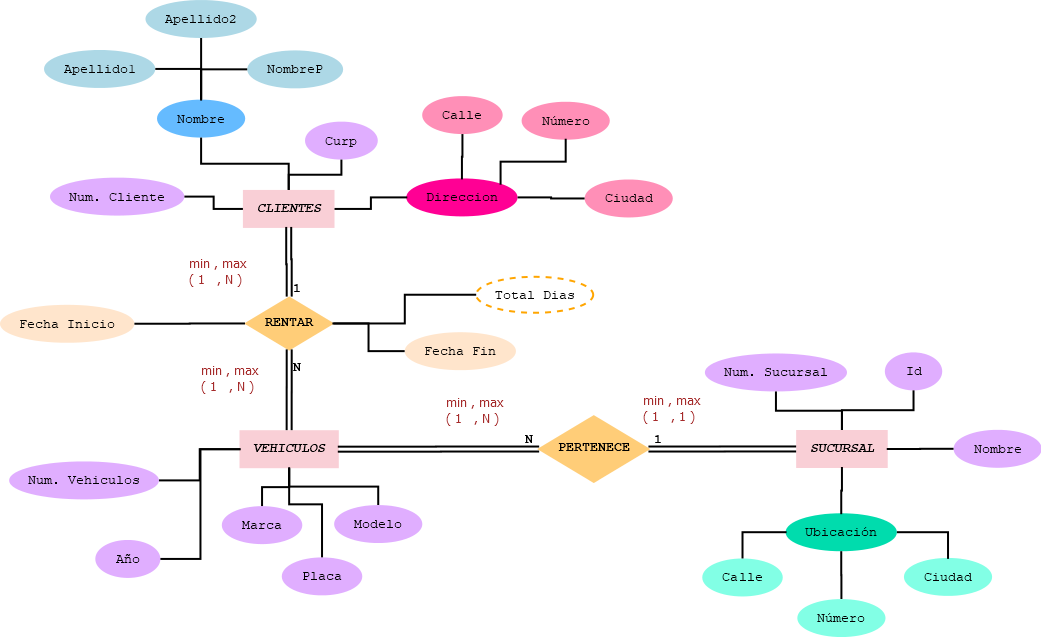 Apellido2
Apellido1
NombreP
Nombre
Curp
Calle
Número
Num. Cliente
CLIENTES
Direccion
Ciudad
min , max
( 1 , N )
1
Total Dias
Fecha Inicio
RENTAR
Fecha Fin
N
min , max
( 1 , N )
Num. Sucursal
Id
min , max
( 1 , N )
min , max
( 1 , 1 )
N
1
VEHICULOS
PERTENECE
SUCURSAL
Nombre
Num. Vehiculos
Marca
Modelo
Ubicación
Año
Placa
Calle
Ciudad
Número